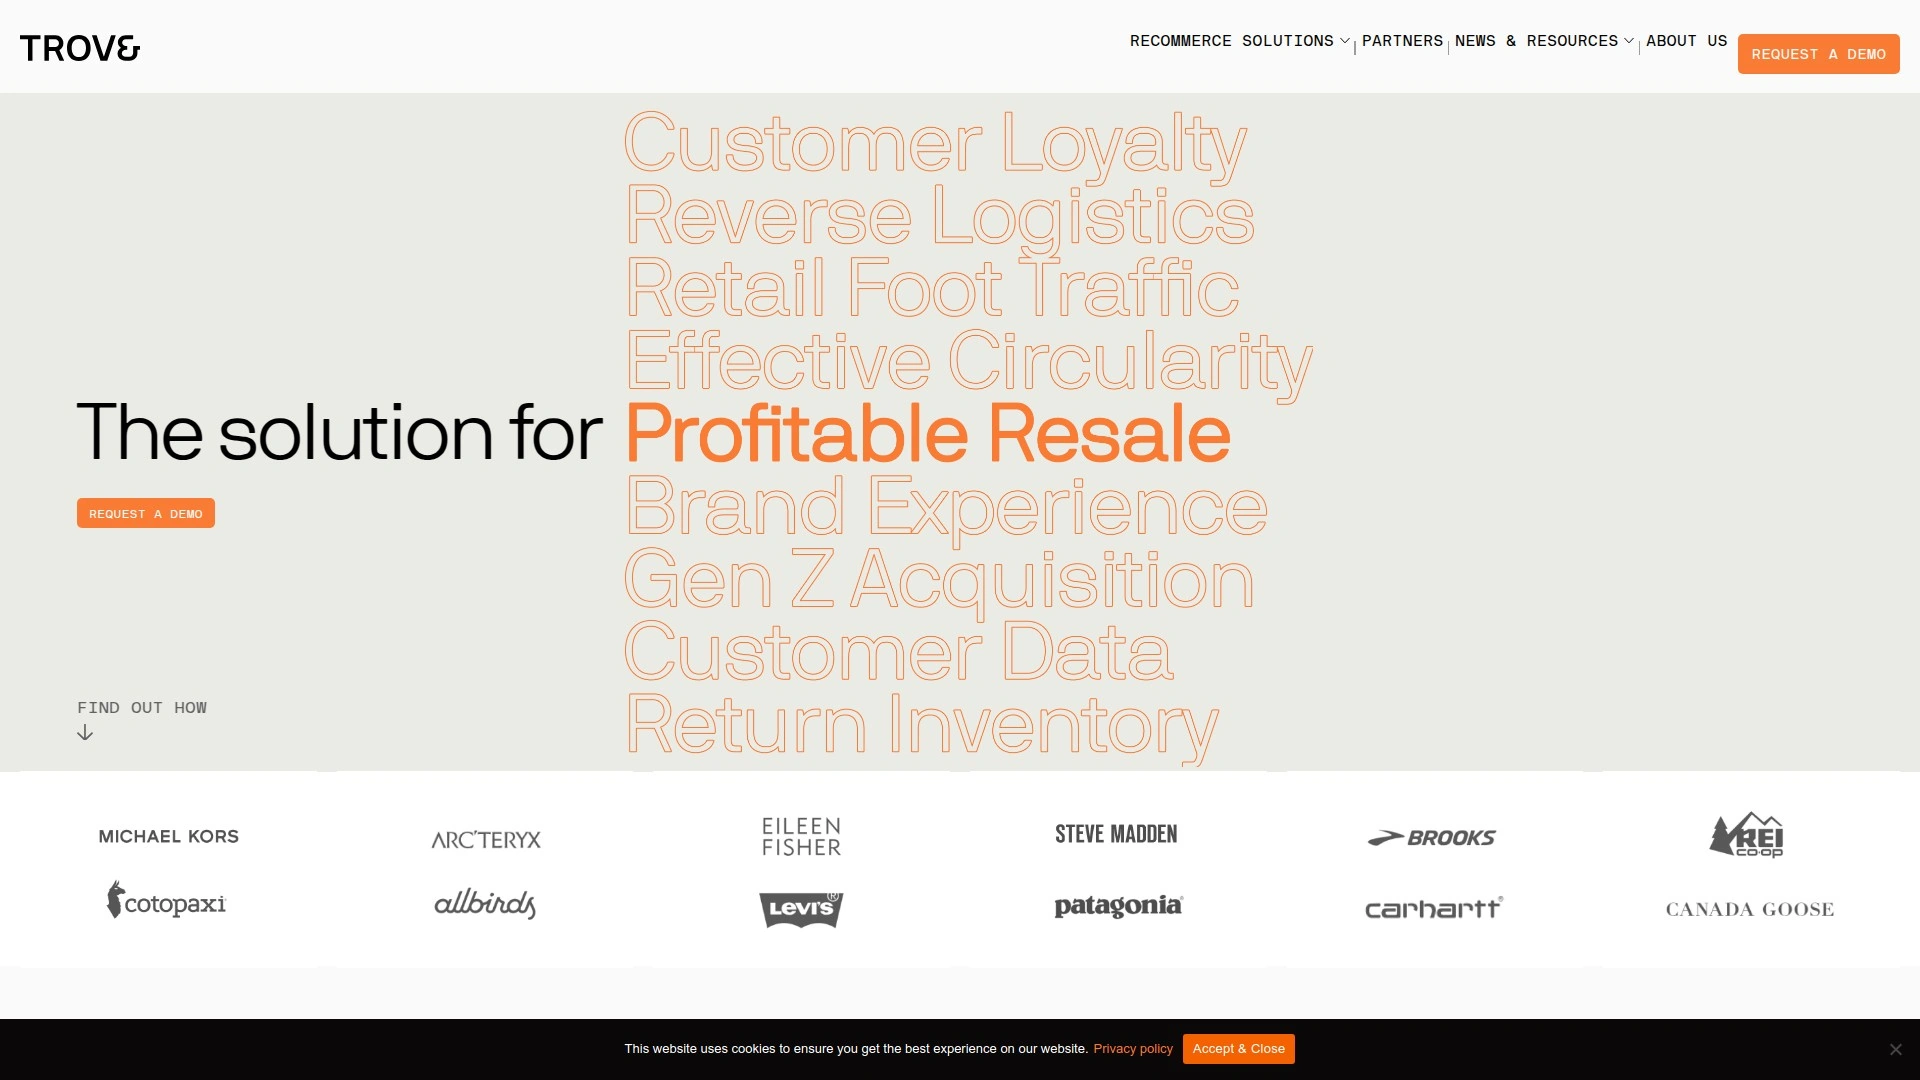 TROV&
RECOMMERCE SOLUTIONS
PARTNERS
NEWS & RESOURCES
ABOUT US
REQUEST A DEMO
Customer Loyalty
Reverse Logistics
Retail Foot Traffic
Effective Circularity
The solution for Profitable Resale
Brand Experience
Gen Z Acquisition
Customer Data
Return Inventory
REQUEST A DEMO
FIND OUT HOW
MICHAEL KORS
ARC'TERYX
EILEEN
FISHER
STEVE MADDEN
BROOKS
REI
CO·OP
cotopaxi
allbirds
LEVI'S®
patagonia®
carhartt®
CANADA GOOSE
This website uses cookies to ensure you get the best experience on our website. Privacy policy
Accept & Close